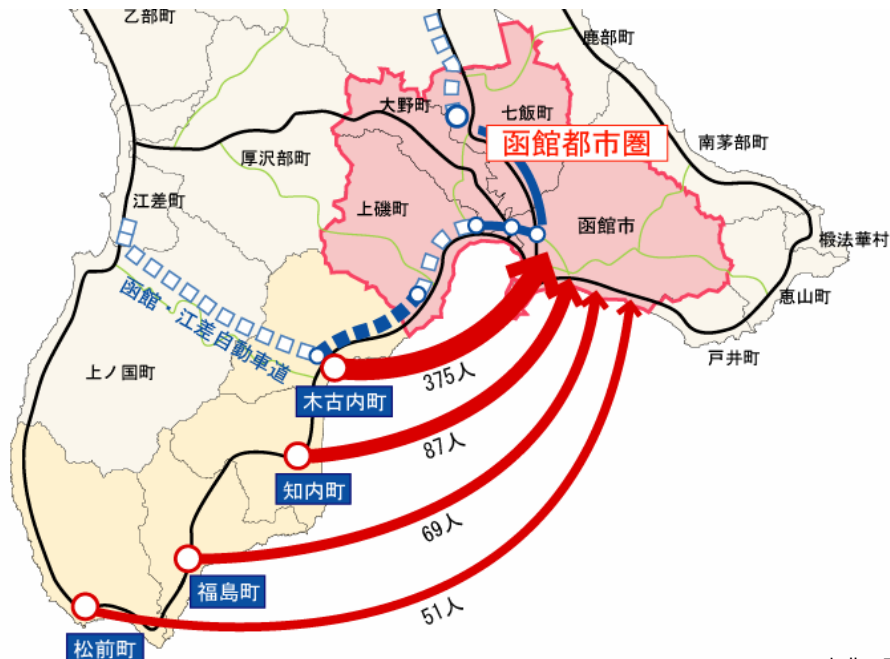 乙部町
鹿部町
大野町
七飯町
函館都市圏
南茅部町
厚沢部町
江差町
上磯町
函館市
椴法華村
恵山町
函館・江差自動車道
戸井町
上ノ国町
375人
木古内町
87人
知内町
69人
福島町
51人
松前町